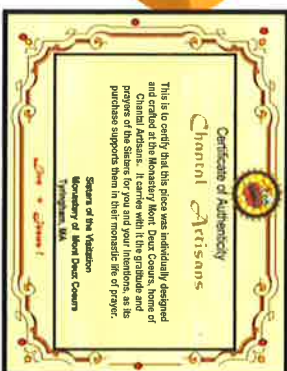 Certificate of Authenticity
Chantal Artisans
This is to certify that this piece was individually designed
and crafted at the Monastery Mont Deux Coeurs, home of
Chantal Artisans. It carries with it the gratitude and
prayers of the Sisters for you and your intentions, as its
purchase supports them in their monastic life of prayer.
Sisters of the Visitation
Monastery of Mont Deux Coeurs
Tyringham, MA
Live + Jesus!